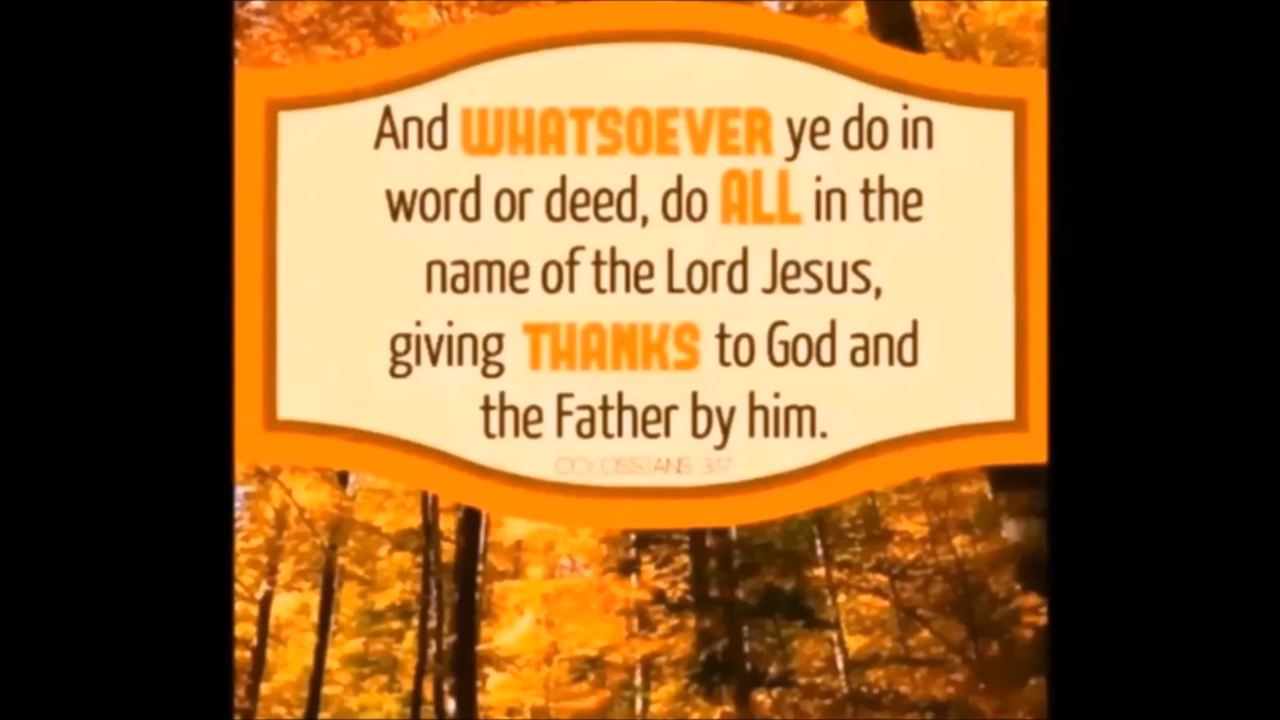 And WHATSOEVER ye do in
word or deed, do ALL in the
name of the Lord Jesus,
giving THANKS to God and
the Father by him.
COLOSSIANS 3:17